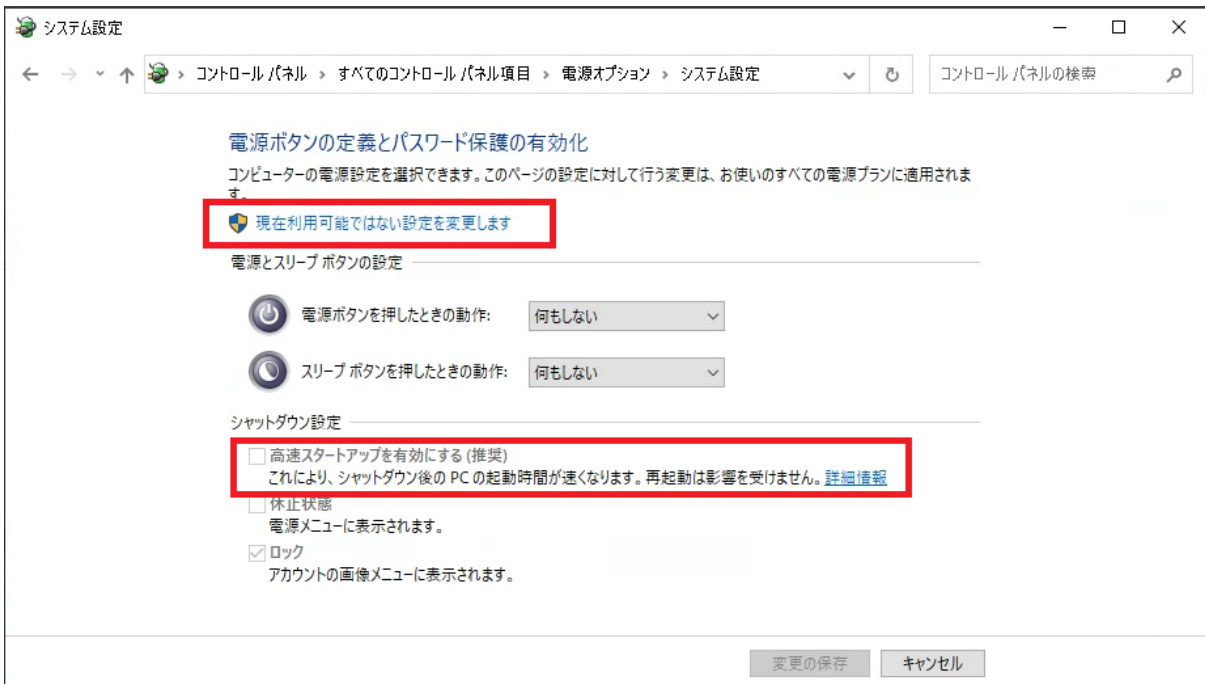 システム設定
コントロール パネル › すべてのコントロール パネル項目 › 電源オプション › システム設定
コントロール パネルの検索
電源ボタンの定義とパスワード保護の有効化
コンピューターの電源設定を選択できます。このページの設定に対して行う変更は、お使いのすべての電源プランに適用されま
す。
現在利用可能ではない設定を変更します
電源とスリープ ボタンの設定
電源ボタンを押したときの動作: 何もしない
スリープ ボタンを押したときの動作: 何もしない
シャットダウン設定
高速スタートアップを有効にする (推奨)
これにより、シャットダウン後の PC の起動時間が速くなります。再起動は影響を受けません。詳細情報
休止状態
電源メニューに表示されます。
ロック
アカウントの画像メニューに表示されます。
変更の保存 キャンセル